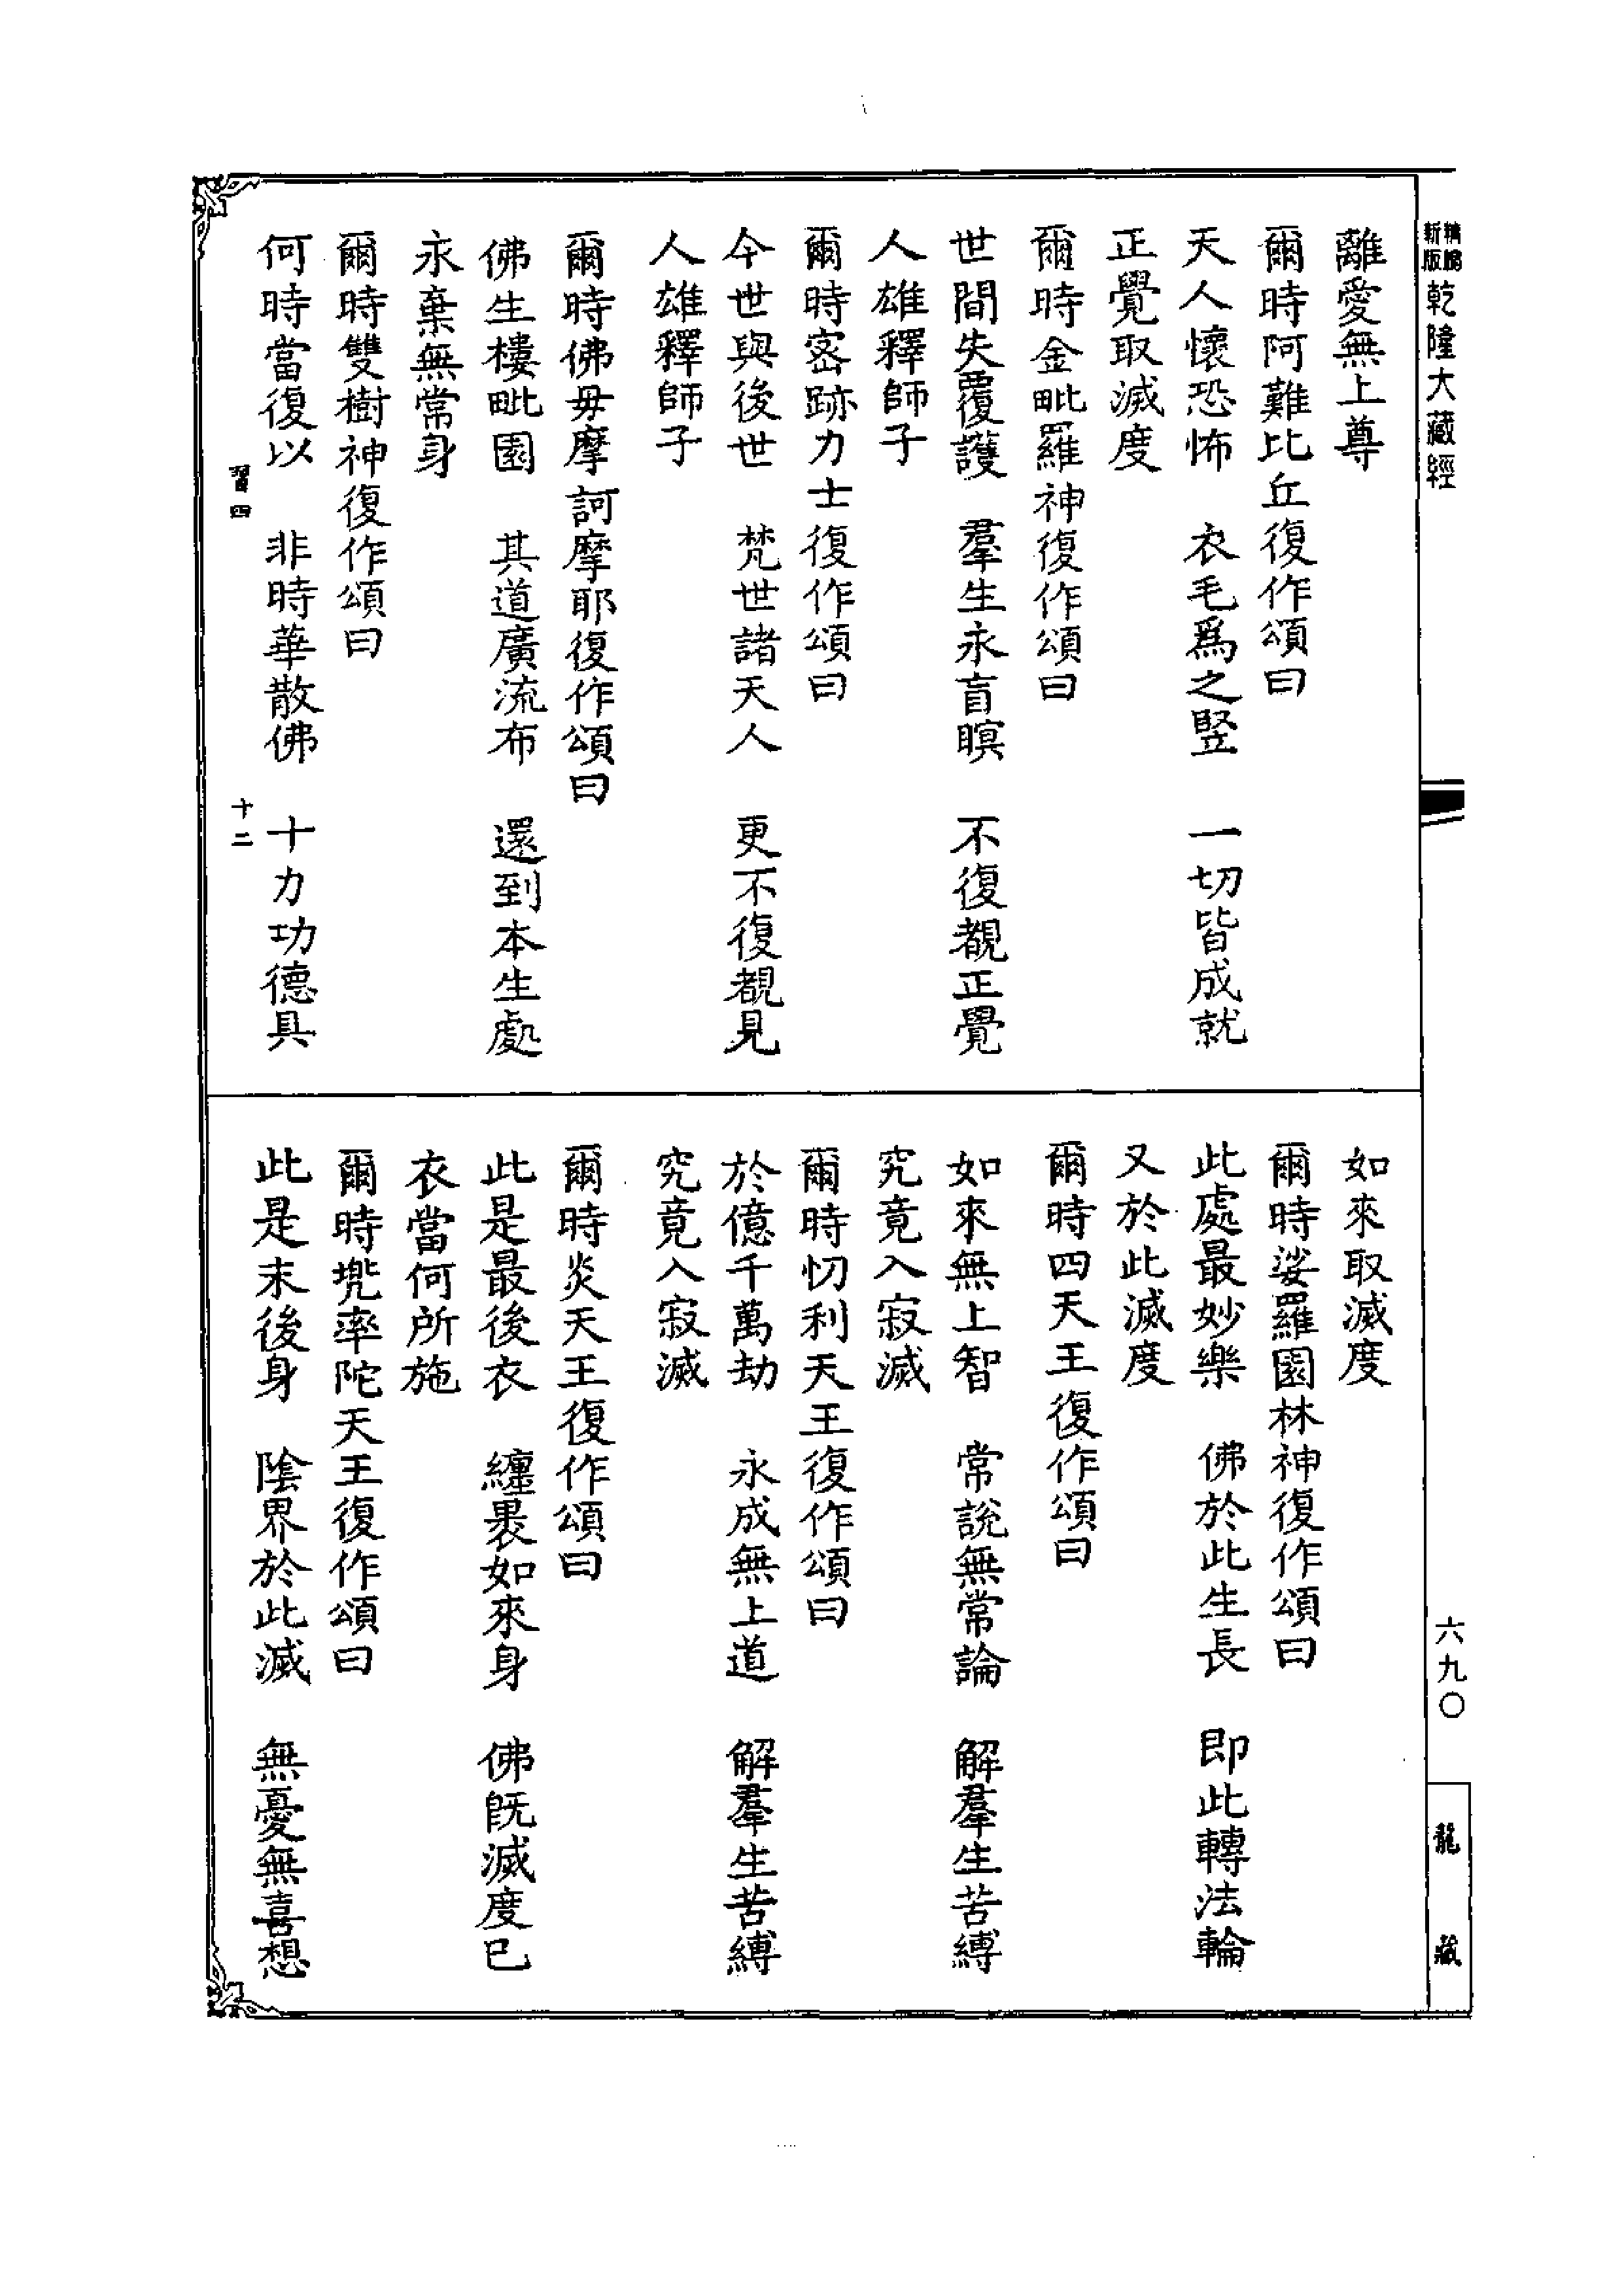 精勵新版乾隆大藏經
六九〇
龍藏
離愛無上尊
爾時阿難比丘復作頌曰
天人懷恐怖　衣毛爲之竪　一切皆成就
正覺取滅度
爾時金毗羅神復作頌曰
世間失覆護　羣生永盲暝　不復覩正覺
人雄釋師子
爾時密跡力士復作頌曰
今世與後世　梵世諸天人　更不復覩見
人雄釋師子
爾時佛毋摩訶摩耶復作頌曰
佛生樓毗園　其道廣流布　還到本生處
永棄無常身
爾時雙樹神復作頌曰
何時當復以　非時華散佛　十力功德具
習四　十二
如來取滅度
爾時娑羅園林神復作頌曰
此處最妙樂　佛於此生長　即此轉法輪
又於此滅度
爾時四天王復作頌曰
如來無上智　常說無常論　解羣生苦縛
究竟入寂滅
爾時忉利天王復作頌曰
於億千萬劫　永成無上道　解羣生苦縛
究竟入寂滅
爾時炎天王復作頌曰
此是最後衣　纏裹如來身　佛旣滅度已
衣當何所施
爾時兜率陀天王復作頌曰
此是末後身　陰界於此滅　無憂無喜想